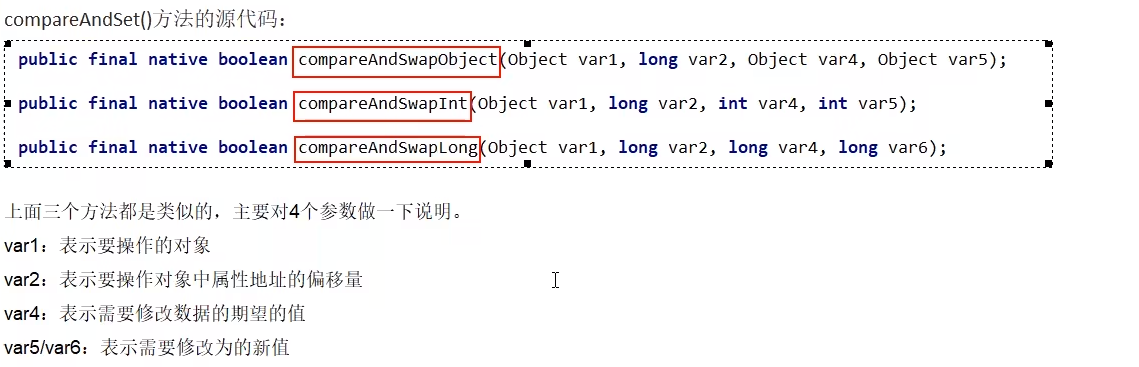 compareAndSet()方法的源代码：
public final native boolean compareAndSwapObject(Object var1, long var2, Object var4, Object var5);
public final native boolean compareAndSwapInt(Object var1, long var2, int var4, int var5);
public final native boolean compareAndSwapLong(Object var1, long var2, long var4, long var6);
上面三个方法都是类似的，主要对4个参数做一下说明。
var1：表示要操作的对象
var2：表示要操作对象中属性地址的偏移量
var4：表示需要修改数据的期望的值
var5/var6：表示需要修改为的新值